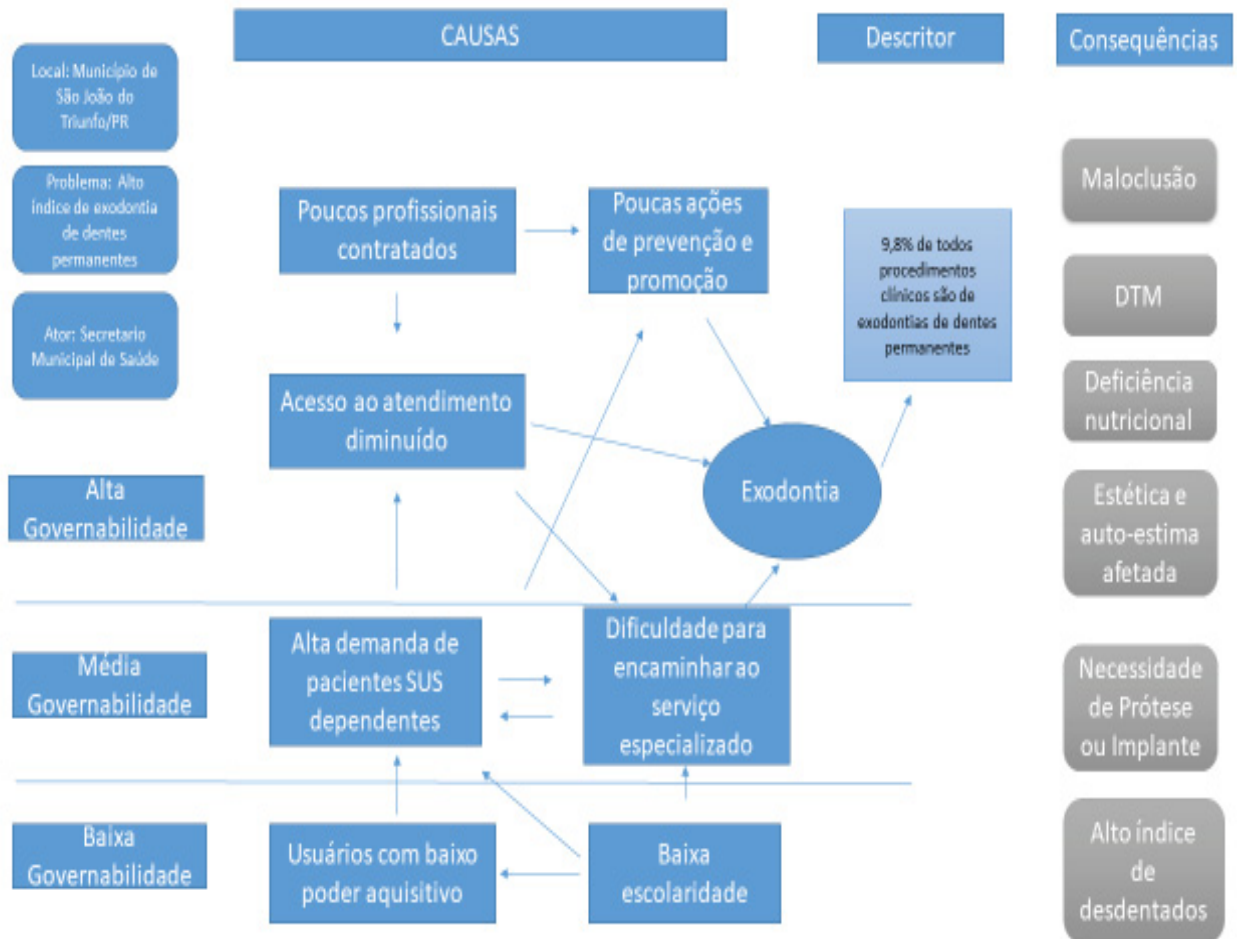 CAUSAS
Descritor
Consequências
Local: Município de
São João do
Triunfo/PR
Problema: Alto
índice de exodontia
de dentes
permanentes
Ator: Secretario
Municipal de Saúde
Poucos profissionais
contratados
Poucas ações
de prevenção e
promoção
9,8% de todos
procedimentos
clínicos são de
exodontias de dentes
permanentes
Maloclusão
DTM
Deficiência
nutricional
Estética e
auto-estima
afetada
Necessidade
de Prótese
ou Implante
Alto índice
de
desdentados
Acesso ao atendimento
diminuído
Exodontia
Alta
Governabilidade
Média
Governabilidade
Alta demanda de
pacientes SUS
dependentes
Dificuldade para
encaminhar ao
serviço
especializado
Baixa
Governabilidade
Usuários com baixo
poder aquisitivo
Baixa
escolaridade